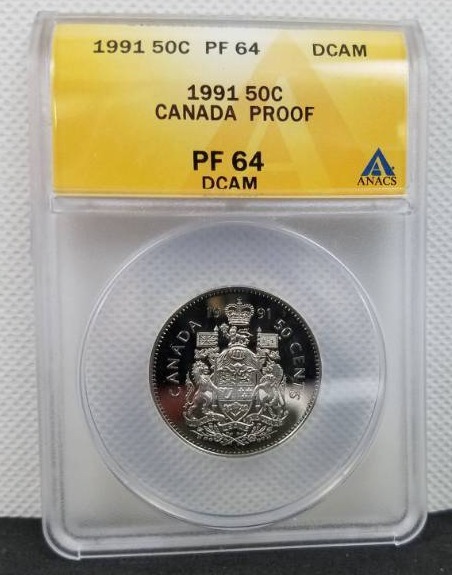 1991 50C PF 64 DCAM
1991 50C
CANADA PROOF
PF 64
DCAM
ANACS
19 91
CANADA 50 CENTS